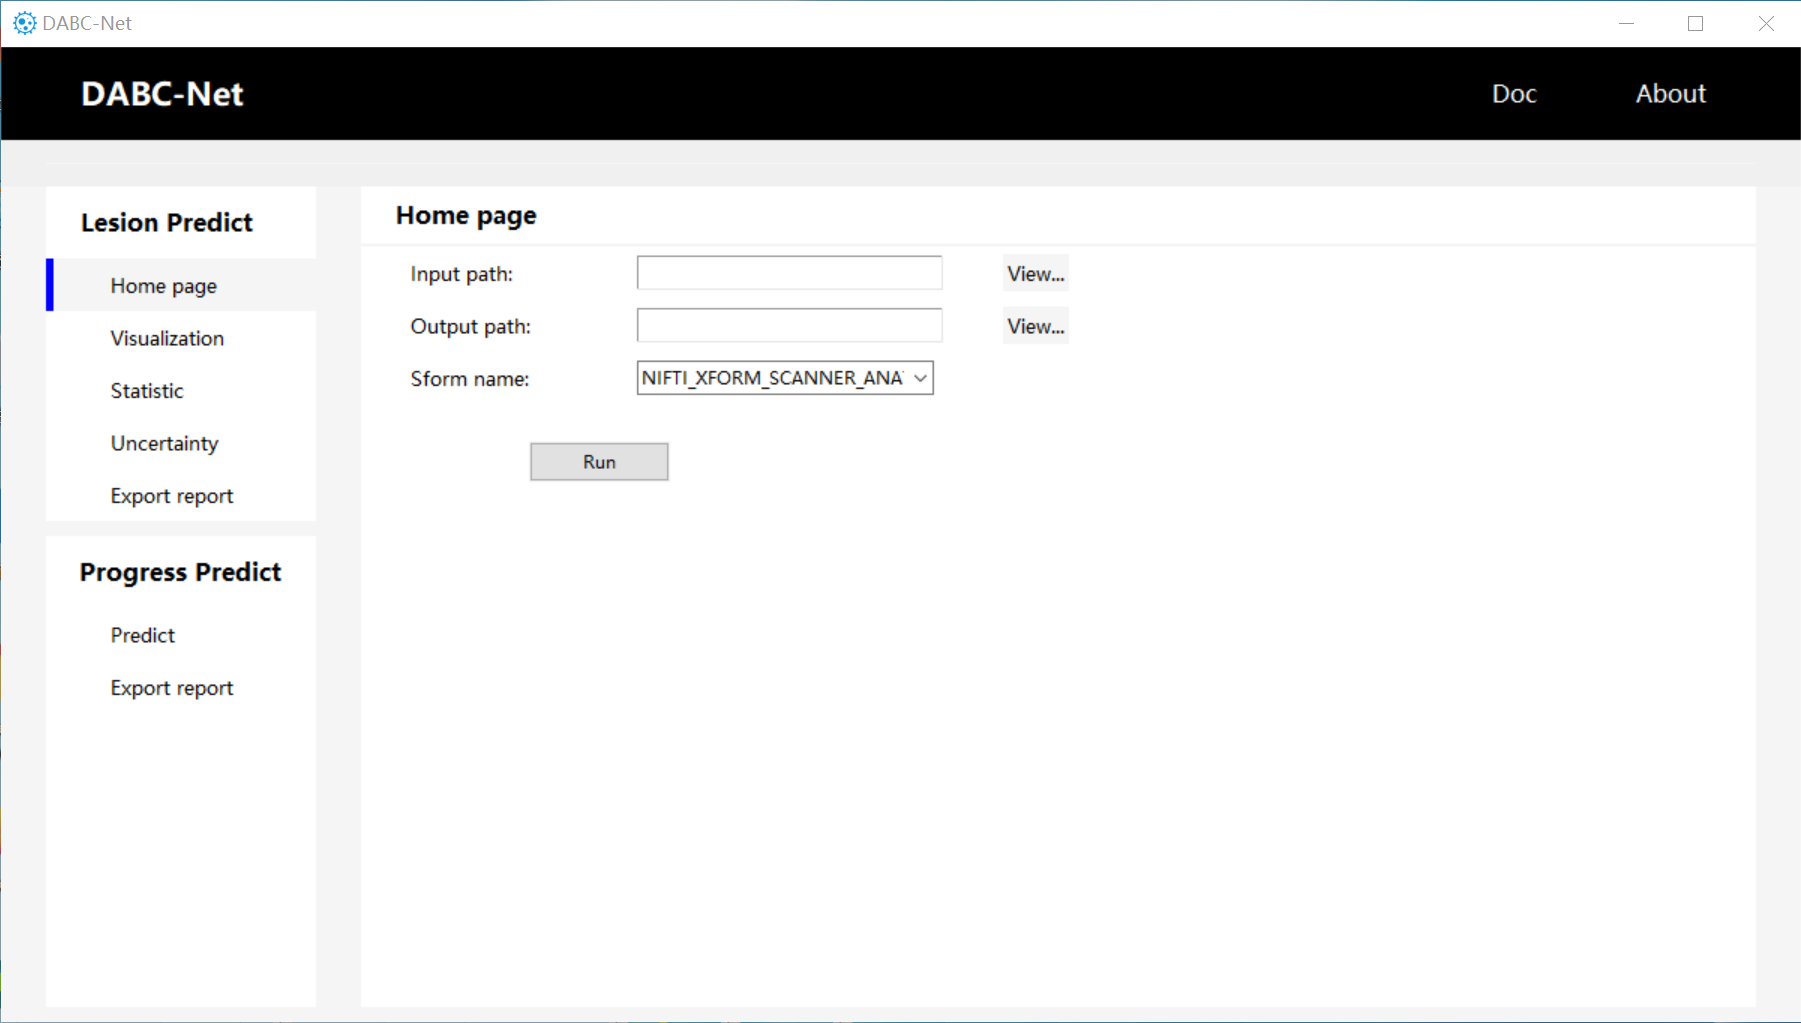 DABC-Net
DABC-Net
Doc
About
Lesion Predict
Home page
Visualization
Statistic
Uncertainty
Export report
Progress Predict
Predict
Export report
Home page
Input path:
View...
Output path:
View...
Sform name:
NIFTI_XFORM_SCANNER_ANA
Run